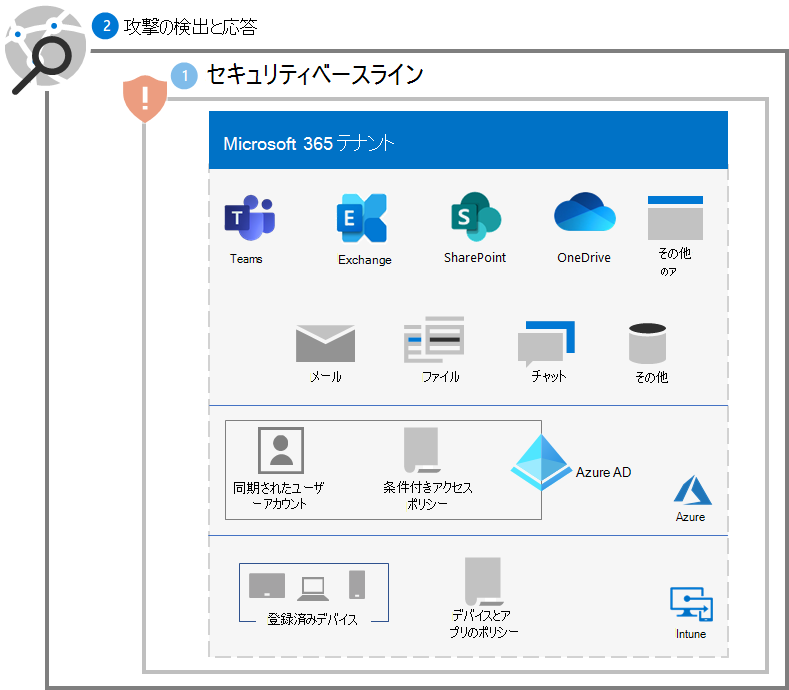 2 攻撃の検出と応答
1 セキュリティベースライン
!
Microsoft 365 テナント
T
E
S
Teams
Exchange
SharePoint
OneDrive
その他
のア
メール
ファイル
チャット
その他
同期されたユーザ
ーアカウント
条件付きアクセス
ポリシー
Azure AD
Azure
登録済みデバイス
デバイスとア
プリのポリシー
Intune